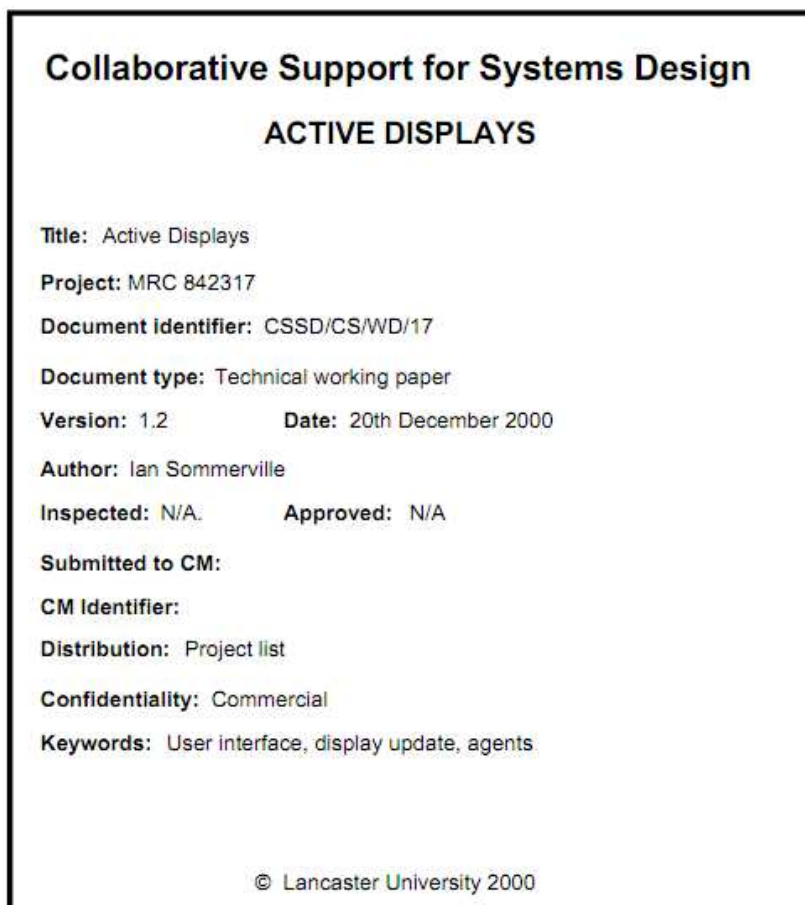 Collaborative Support for Systems Design
ACTIVE DISPLAYS
Title: Active Displays
Project: MRC 842317
Document identifier: CSSD/CS/WD/17
Document type: Technical working paper
Version: 1.2 Date: 20th December 2000
Author: Ian Sommerville
Inspected: N/A. Approved: N/A
Submitted to CM:
CM Identifier:
Distribution: Project list
Confidentiality: Commercial
Keywords: User interface, display update, agents
© Lancaster University 2000